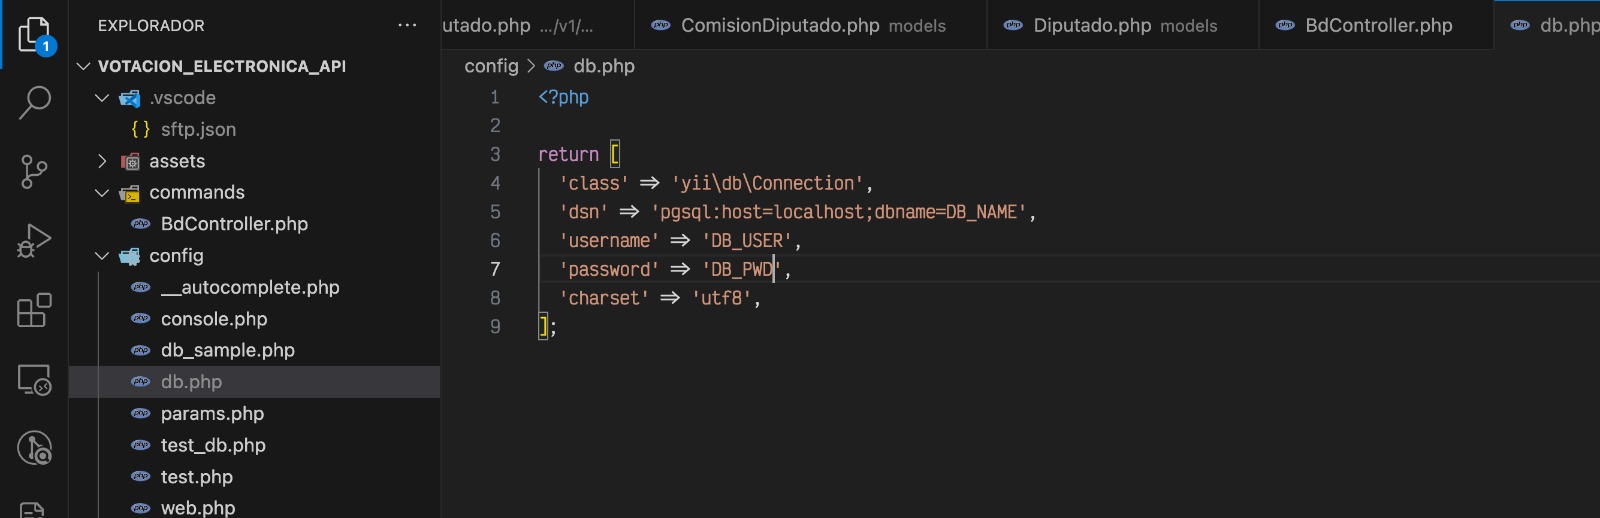 EXPLORADOR
...
utado.php .../v1/...
ComisionDiputado.php models
Diputado.php models
BdController.php
db.php
1
VOTACION_ELECTRONICA_API
.vscode
{ } sftp.json
assets
commands
BdController.php
config
__autocomplete.php
console.php
db_sample.php
db.php
params.php
test_db.php
test.php
web.php
config > db.php
1 <?php
2
3 return [
4 'class' => 'yii\db\Connection',
5 'dsn' => 'pgsql:host=localhost;dbname=DB_NAME',
6 'username' => 'DB_USER',
7 'password' => 'DB_PWD',
8 'charset' => 'utf8',
9 ];